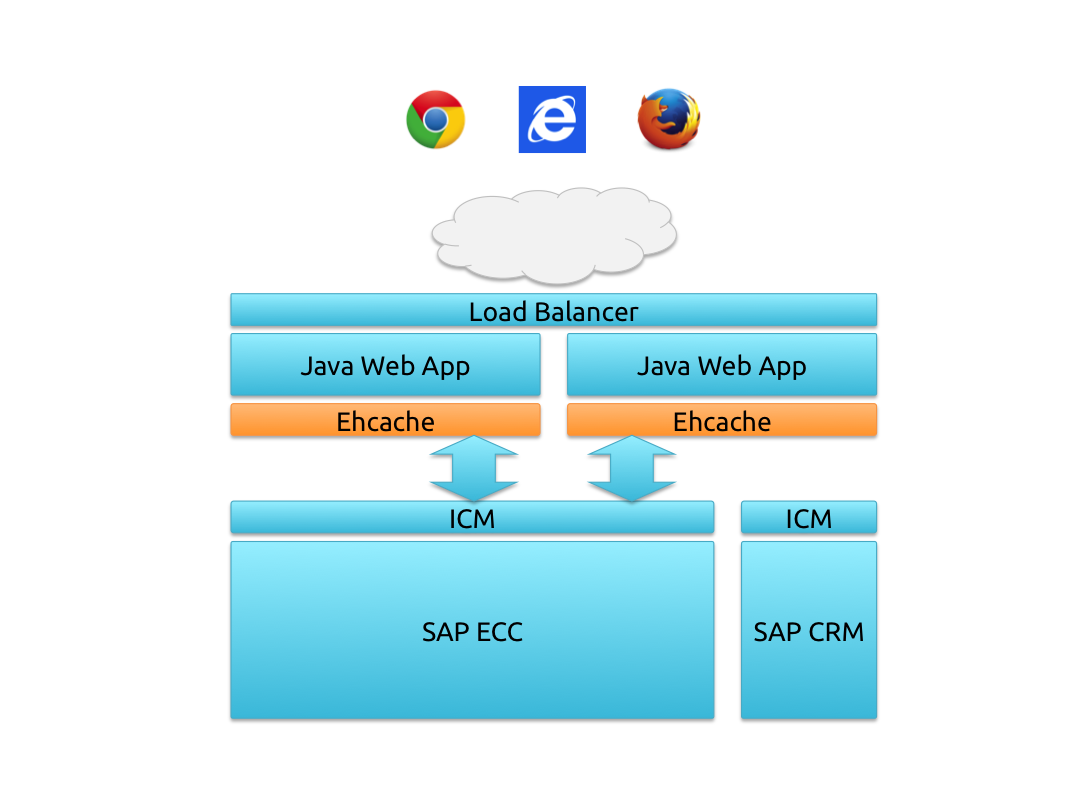 Load Balancer
Java Web App
Java Web App
Ehcache
Ehcache
ICM
ICM
SAP ECC
SAP CRM